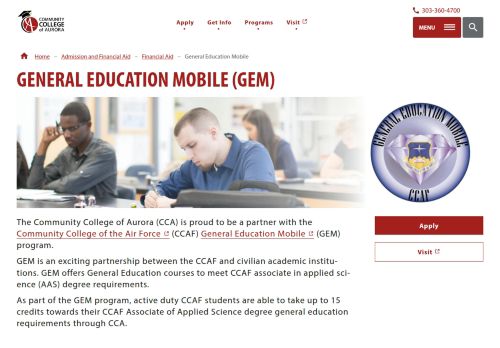 COMMUNITY
COLLEGE
of AURORA
303-360-4700
Apply
Get Info
Programs
Visit
MENU
Home – Admission and Financial Aid – Financial Aid – General Education Mobile
GENERAL EDUCATION MOBILE (GEM)
GENERAL EDUCATION MOBILE
CCAF
The Community College of Aurora (CCA) is proud to be a partner with the
Community College of the Air Force (CCAF) General Education Mobile (GEM)
program.
GEM is an exciting partnership between the CCAF and civilian academic institu-
tions. GEM offers General Education courses to meet CCAF associate in applied sci-
ence (AAS) degree requirements.
As part of the GEM program, active duty CCAF students are able to take up to 15
credits towards their CCAF Associate of Applied Science degree general education
requirements through CCA.
Apply
Visit